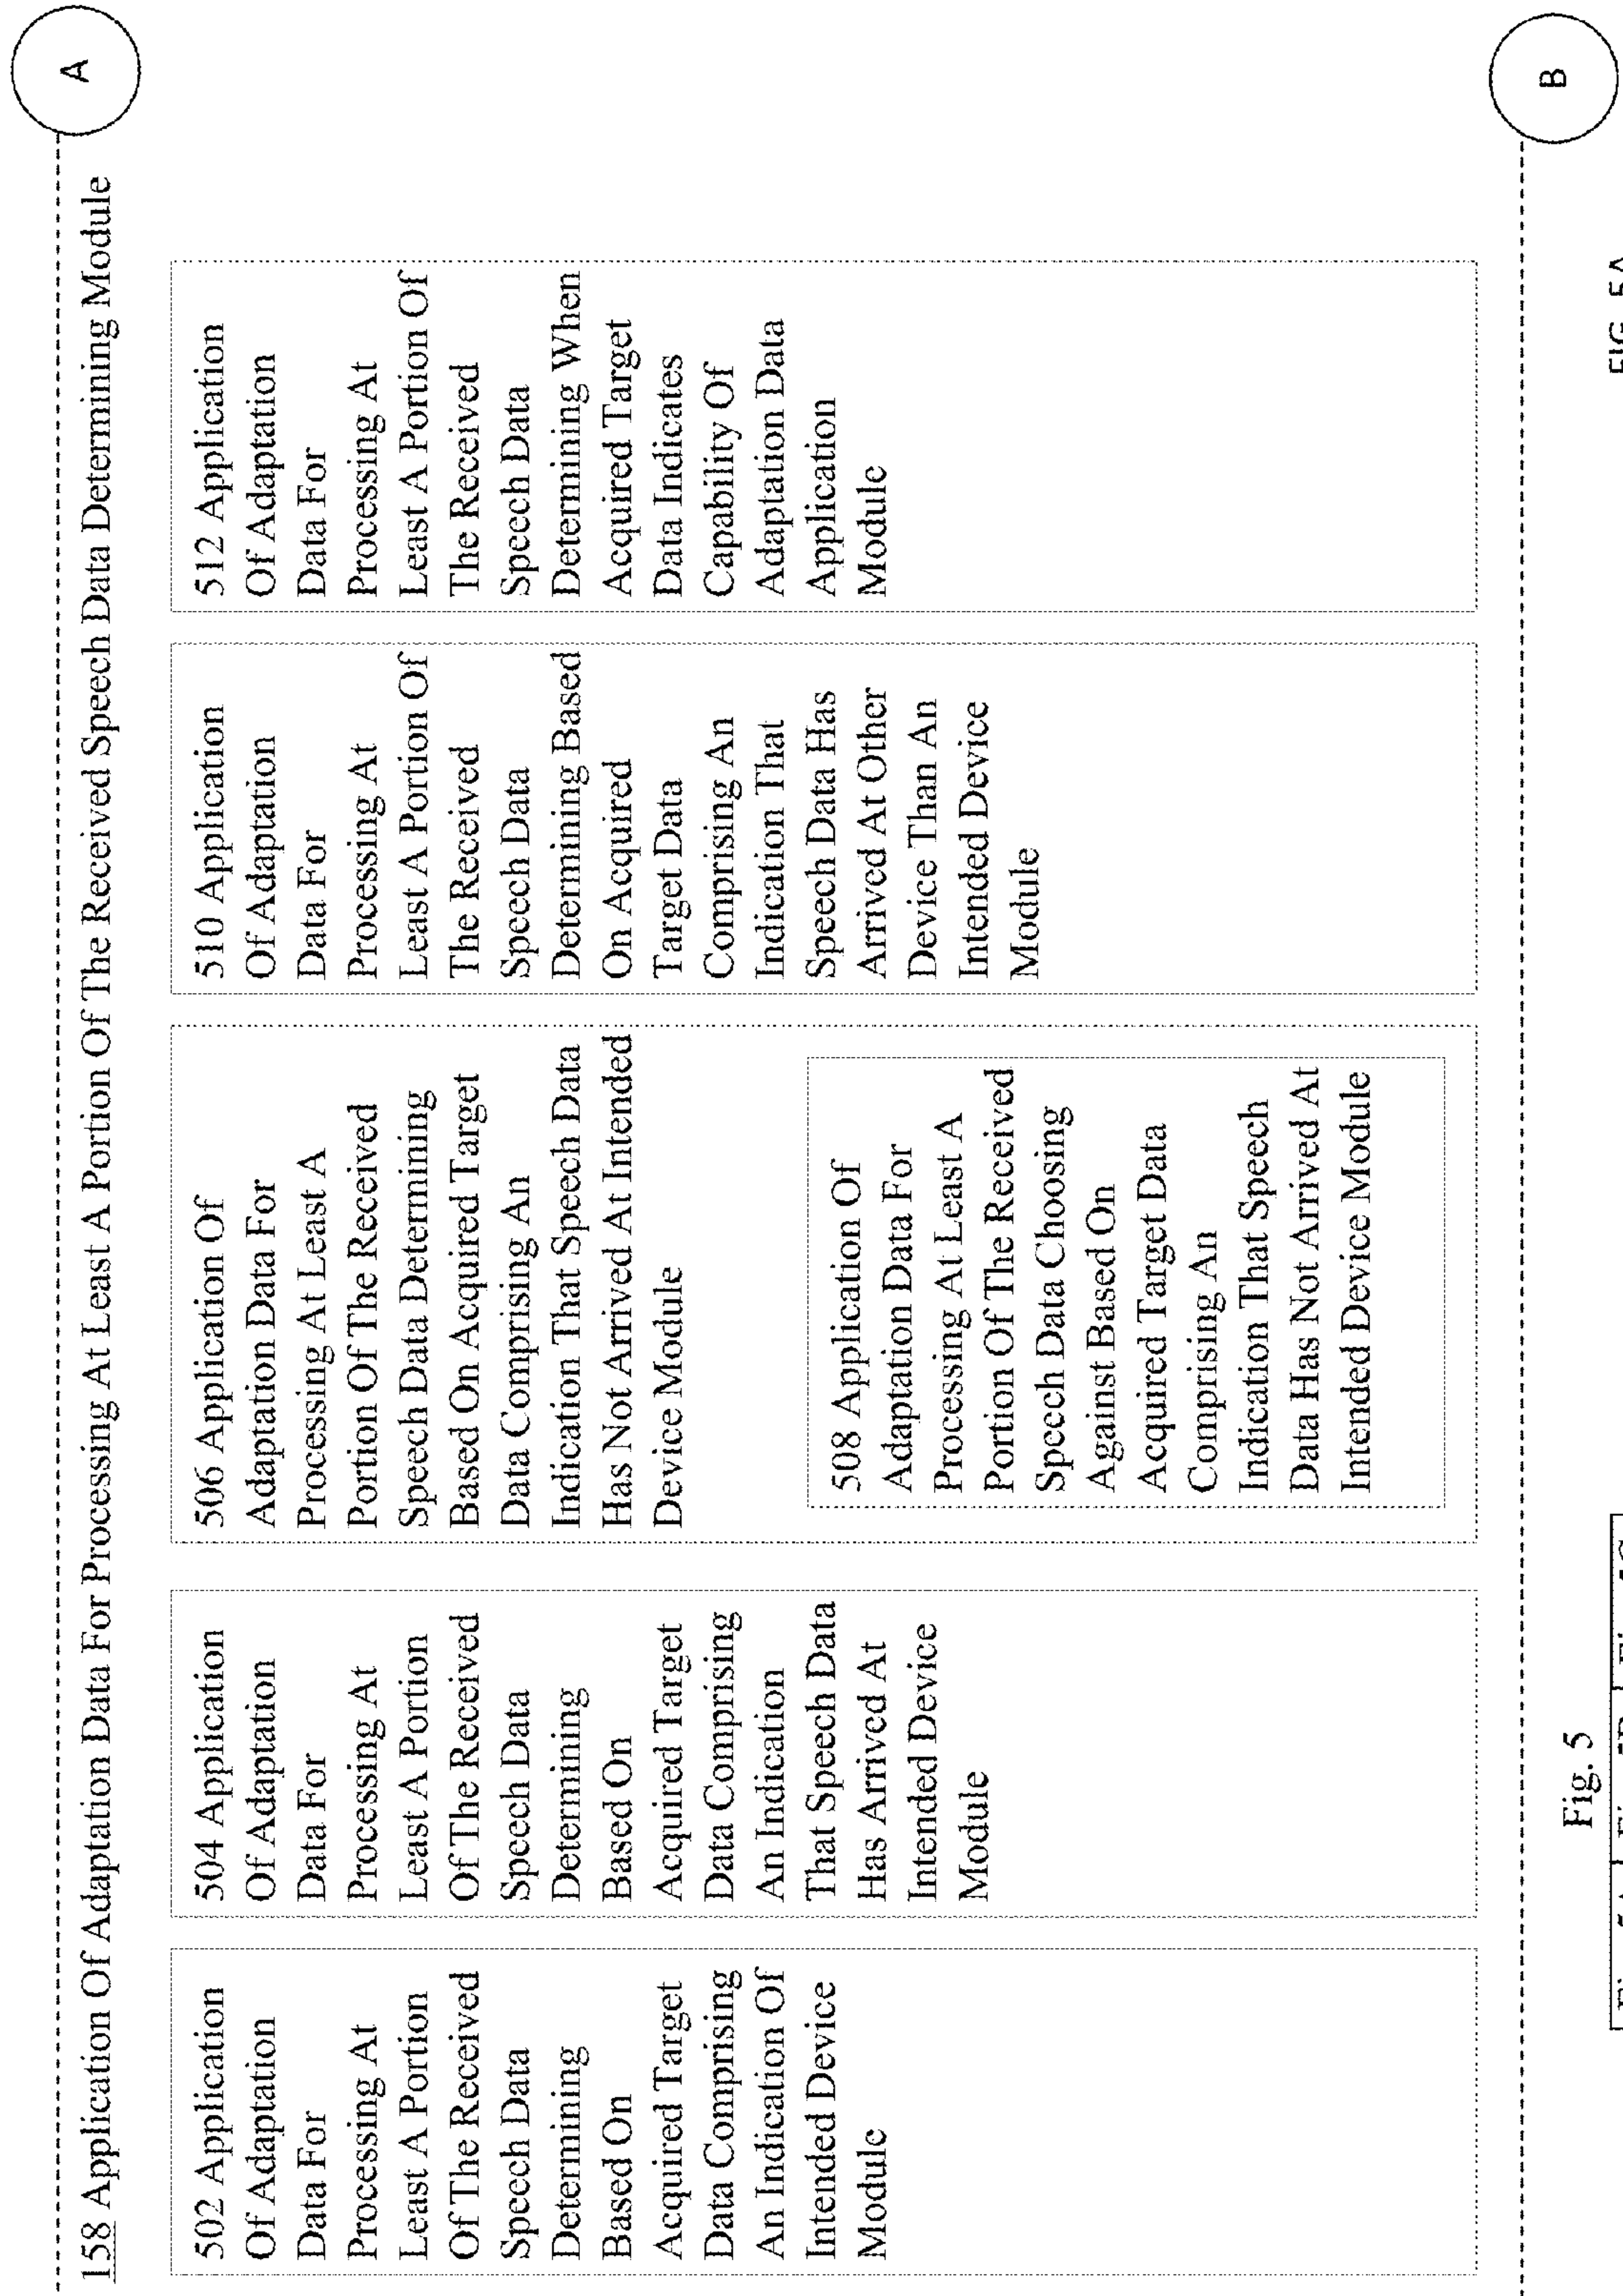 A
158 Application Of Adaptation Data For Processing At Least A Portion Of The Received Speech Data Determining Module
502 Application
Of Adaptation
Data For
Processing At
Least A Portion
Of The Received
Speech Data
Determining
Based On
Acquired Target
Data Comprising
An Indication Of
Intended Device
Module
504 Application
Of Adaptation
Data For
Processing At
Least A Portion
Of The Received
Speech Data
Determining
Based On
Acquired Target
Data Comprising
An Indication
That Speech Data
Has Arrived At
Intended Device
Module
506 Application Of
Adaptation Data For
Processing At Least A
Portion Of The Received
Speech Data Determining
Based On Acquired Target
Data Comprising An
Indication That Speech Data
Has Not Arrived At Intended
Device Module
508 Application Of
Adaptation Data For
Processing At Least A
Portion Of The Received
Speech Data Choosing
Against Based On
Acquired Target Data
Comprising An
Indication That Speech
Data Has Not Arrived At
Intended Device Module
510 Application
Of Adaptation
Data For
Processing At
Least A Portion Of
The Received
Speech Data
Determining Based
On Acquired
Target Data
Comprising An
Indication That
Speech Data Has
Arrived At Other
Device Than An
Intended Device
Module
512 Application
Of Adaptation
Data For
Processing At
Least A Portion Of
The Received
Speech Data
Determining When
Acquired Target
Data Indicates
Capability Of
Adaptation Data
Application
Module
B
Fig. 5
FIG. 5A